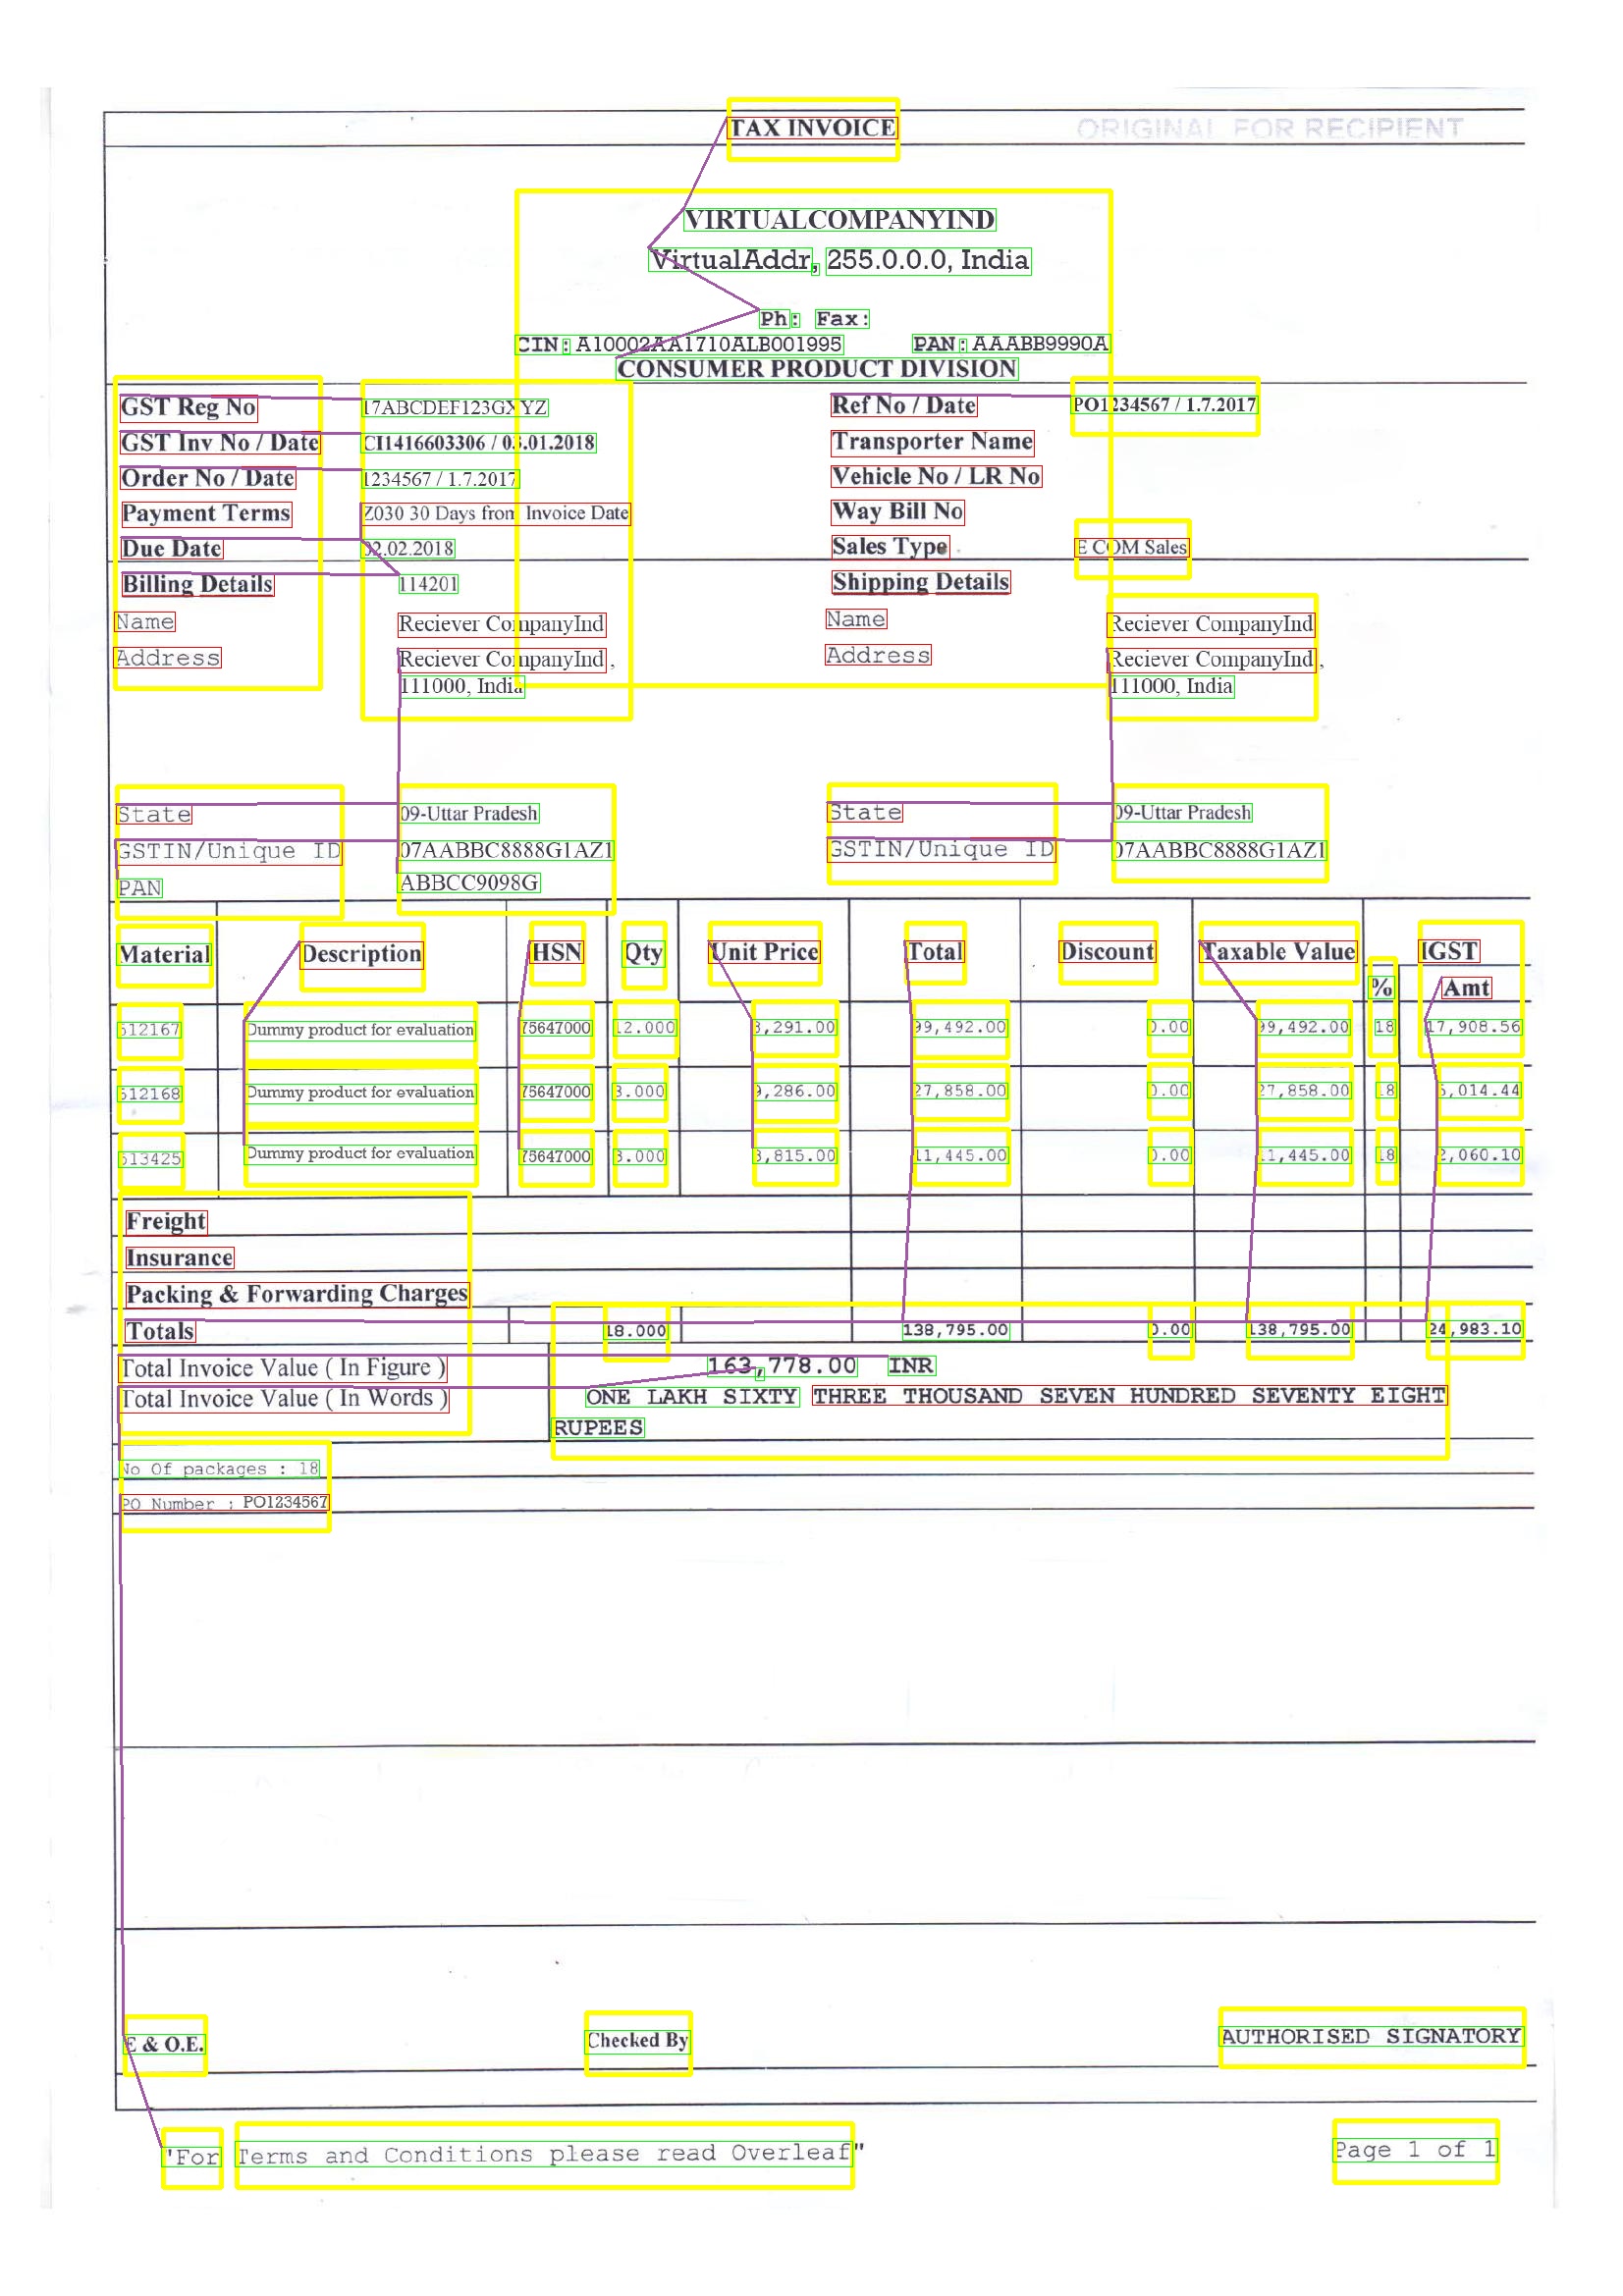 TAX INVOICE ORIGINAL FOR RECIPIENT
VIRTUALCOMPANYIND
VirtualAddr, 255.0.0.0, India
Ph: Fax:
CIN: A10002AA1710ALB001995 PAN: AAABB9990A
CONSUMER PRODUCT DIVISION
GST Reg No 17ABCDEF123GXYZ Ref No / Date PO1234567 / 1.7.2017
GST Inv No / Date CI1416603306 / 03.01.2018 Transporter Name
Order No / Date 1234567 / 1.7.2017 Vehicle No / LR No
Payment Terms Z030 30 Days from Invoice Date Way Bill No
Due Date 02.02.2018 Sales Type E COM Sales
Billing Details 114201 Shipping Details
Name Reciever CompanyInd Name Reciever CompanyInd
Address Reciever CompanyInd , Address Reciever CompanyInd ,
111000, India 111000, India
State 09-Uttar Pradesh State 09-Uttar Pradesh
GSTIN/Unique ID 07AABBC8888G1AZ1 GSTIN/Unique ID 07AABBC8888G1AZ1
PAN ABBCC9098G
Material Description HSN Qty Unit Price Total Discount Taxable Value IGST
% Amt
512167 Dummy product for evaluation 75647000 12.000 8,291.00 99,492.00 0.00 99,492.00 18 17,908.56
512168 Dummy product for evaluation 75647000 3.000 9,286.00 27,858.00 0.00 27,858.00 18 5,014.44
513425 Dummy product for evaluation 75647000 3.000 3,815.00 11,445.00 0.00 11,445.00 18 2,060.10
Freight
Insurance
Packing & Forwarding Charges
Totals 18.000 138,795.00 0.00 138,795.00 24,983.10
Total Invoice Value ( In Figure ) 163,778.00 INR
Total Invoice Value ( In Words ) ONE LAKH SIXTY THREE THOUSAND SEVEN HUNDRED SEVENTY EIGHT
RUPEES
No Of packages : 18
PO Number : PO1234567
E & O.E. Checked By AUTHORISED SIGNATORY
"For Terms and Conditions please read Overleaf" Page 1 of 1